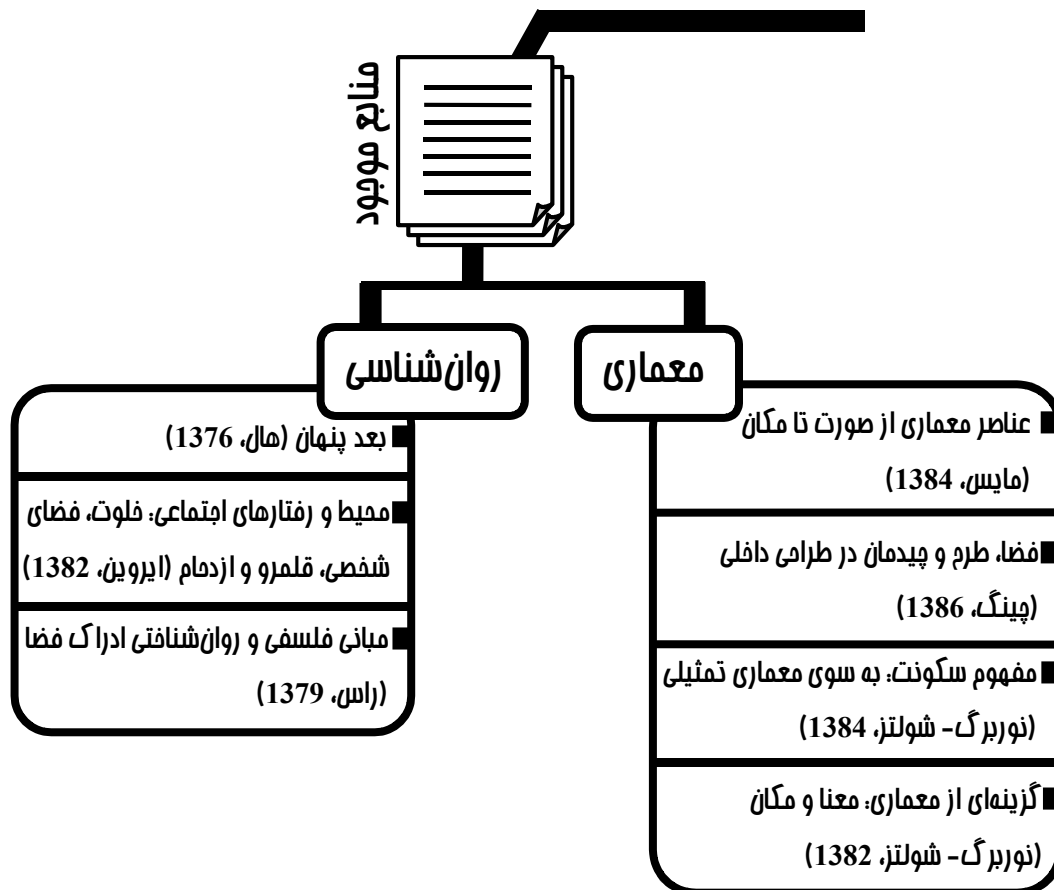 منابع موجود
معماری
عناصر معماری از صورت تا مکان
(مایس، 1384)
فضا، طرح و چیدمان در طراحی داخلی
(چینگ، 1386)
مفهوم سکونت: به سوی معماری تمثیلی
(نوربرگ- شولتز، 1384)
گزینه‌ای از معماری: معنا و مکان
(نوربرگ- شولتز، 1382)
روان‌شناسی
بعد پنهان (هال، 1376)
محیط و رفتارهای اجتماعی: خلوت، فضای
شخصی، قلمرو و ازدحام (ایروین، 1382)
مبانی فلسفی و روان‌شناختی ادراک فضا
(راس، 1379)